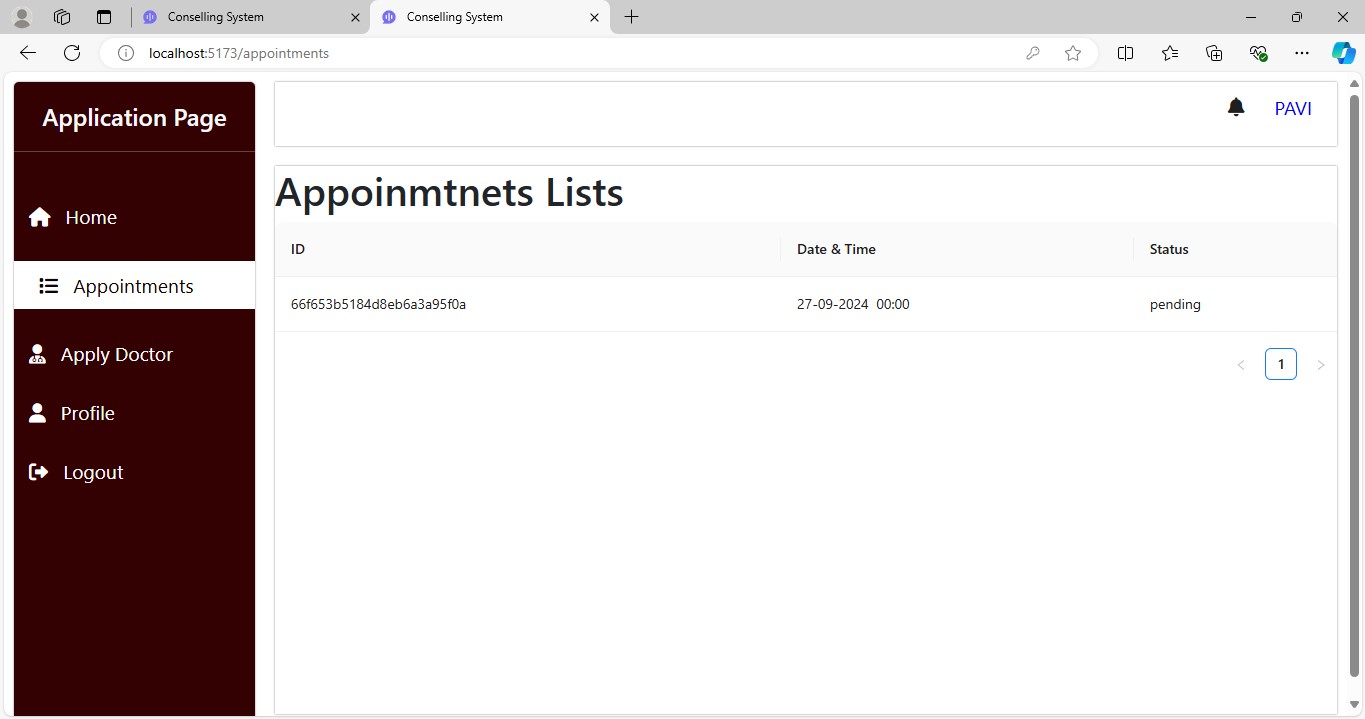 Conselling System
Conselling System
localhost:5173/appointments
Application Page
Home
Appointments
Apply Doctor
Profile
Logout
PAVI
Appoinmtnets Lists
ID Date & Time Status
66f653b5184d8eb6a3a95f0a 27-09-2024 00:00 pending
1